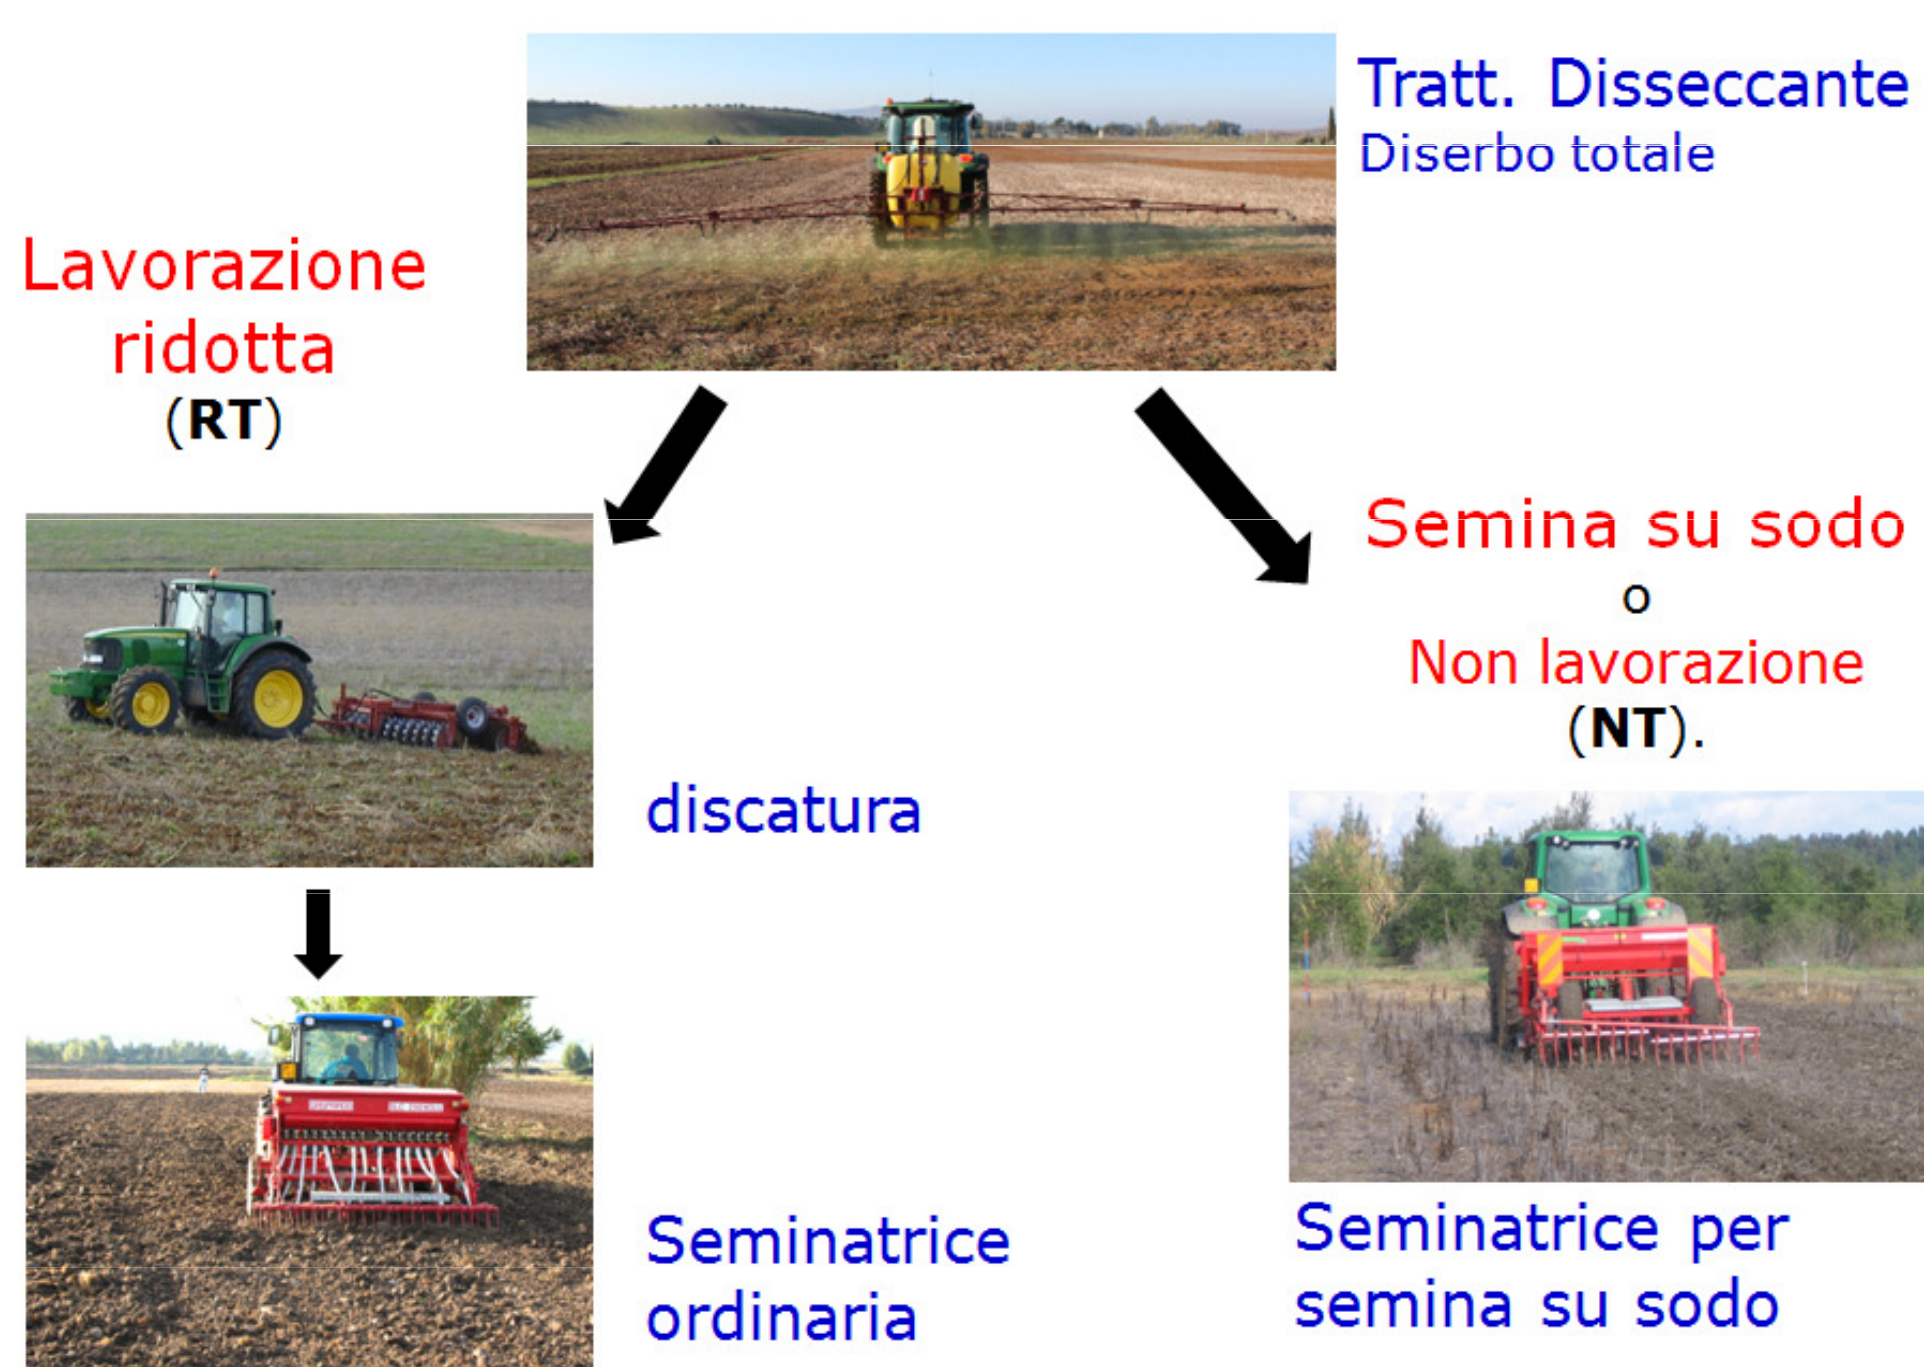 Tratt. Disseccante
Diserbo totale
Lavorazione
ridotta
(RT)
Semina su sodo
o
Non lavorazione
(NT).
discatura
Seminatrice
ordinaria
Seminatrice per
semina su sodo